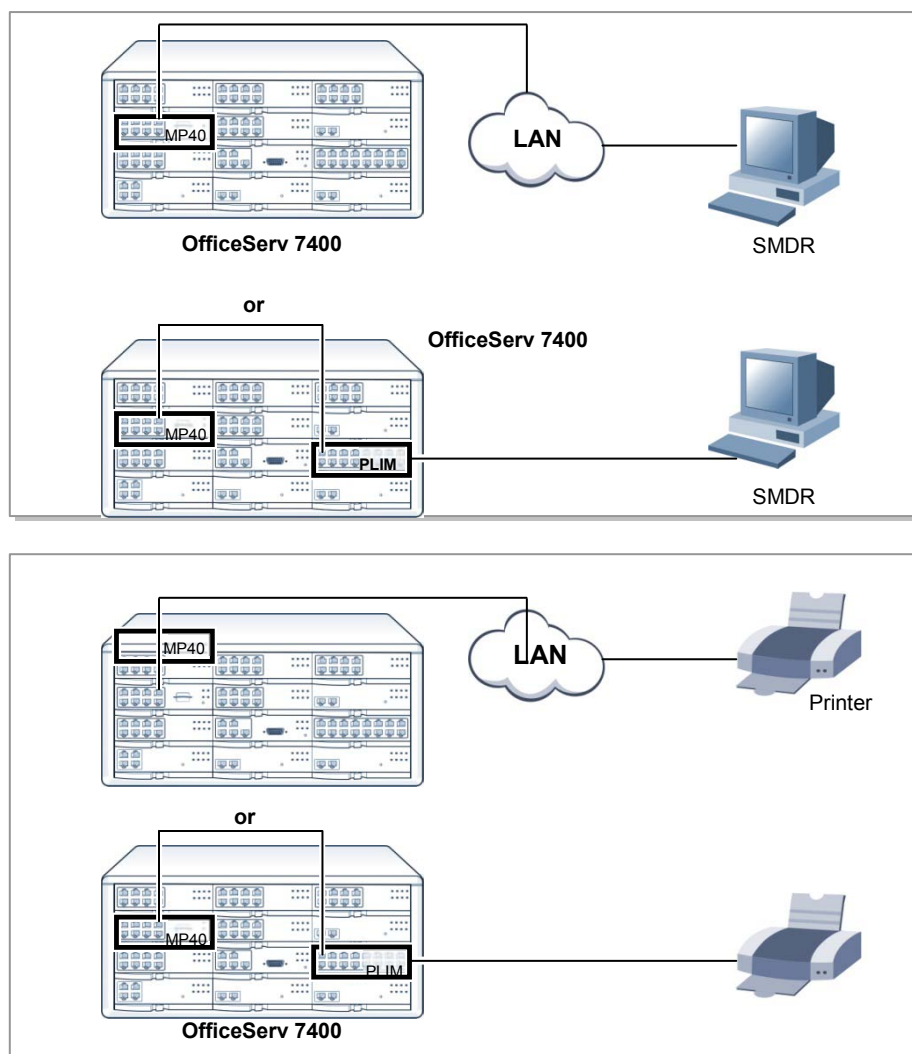 MP40
LAN
OfficeServ 7400
SMDR
or
OfficeServ 7400
MP40
PLIM
SMDR
MP40
LAN
Printer
or
MP40
PLIM
OfficeServ 7400